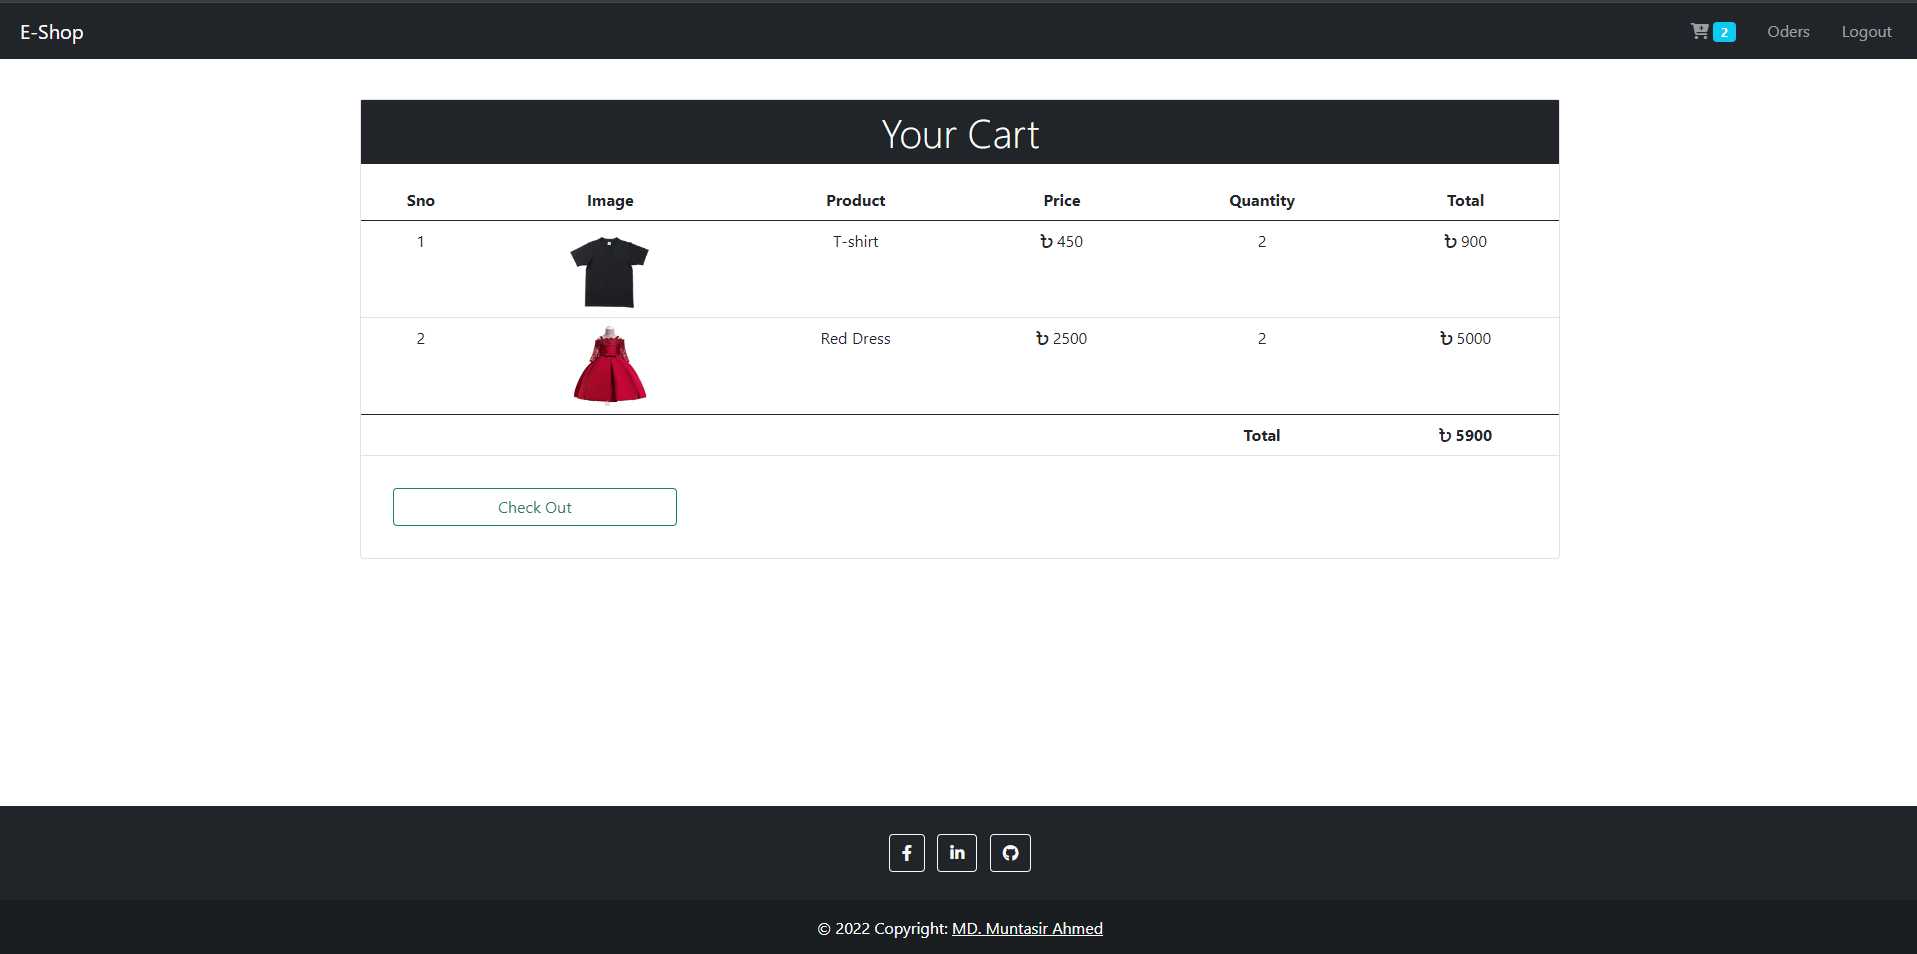 E-Shop 2 Oders Logout
Your Cart
Sno Image Product Price Quantity Total
1 T-shirt ৳ 450 2 ৳ 900
2 Red Dress ৳ 2500 2 ৳ 5000
Total ৳ 5900
Check Out
© 2022 Copyright: MD. Muntasir Ahmed